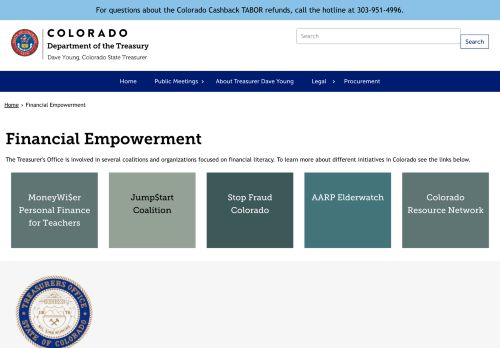 For questions about the Colorado Cashback TABOR refunds, call the hotline at 303-951-4996.
COLORADO
Department of the Treasury
Dave Young, Colorado State Treasurer
Search
Search
Home Public Meetings › About Treasurer Dave Young Legal › Procurement
Home › Financial Empowerment
Financial Empowerment
The Treasurer's Office is involved in several coalitions and organizations focused on financial literacy. To learn more about different initiatives in Colorado see the links below.
MoneyWi$er
Personal Finance
for Teachers
Jump$tart
Coalition
Stop Fraud
Colorado
AARP Elderwatch
Colorado
Resource Network
TREASURERS OFFICE
STATE OF COLORADO